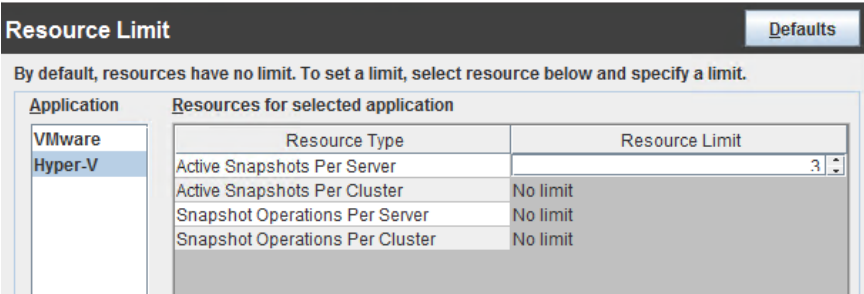 Resource Limit
Defaults
By default, resources have no limit. To set a limit, select resource below and specify a limit.
Application
Resources for selected application
VMware
Hyper-V
Resource Type
Resource Limit
Active Snapshots Per Server
3
Active Snapshots Per Cluster
No limit
Snapshot Operations Per Server
No limit
Snapshot Operations Per Cluster
No limit